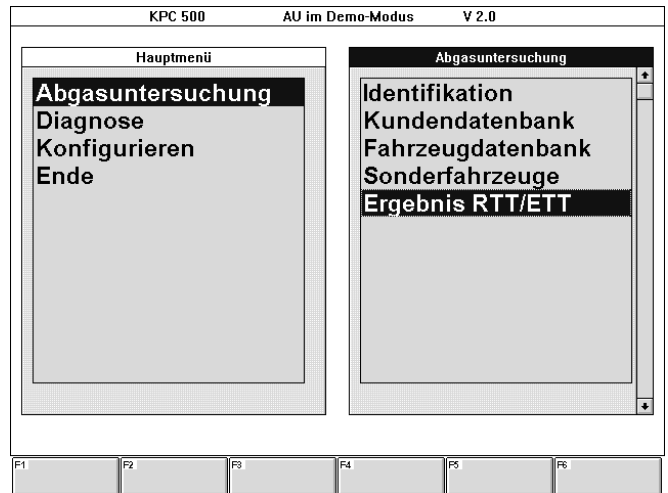 KPC 500 AU im Demo-Modus V 2.0
Hauptmenü
Abgasuntersuchung
Diagnose
Konfigurieren
Ende
Abgasuntersuchung
Identifikation
Kundendatenbank
Fahrzeugdatenbank
Sonderfahrzeuge
Ergebnis RTT/ETT
F1 F2 F3 F4 F5 F6